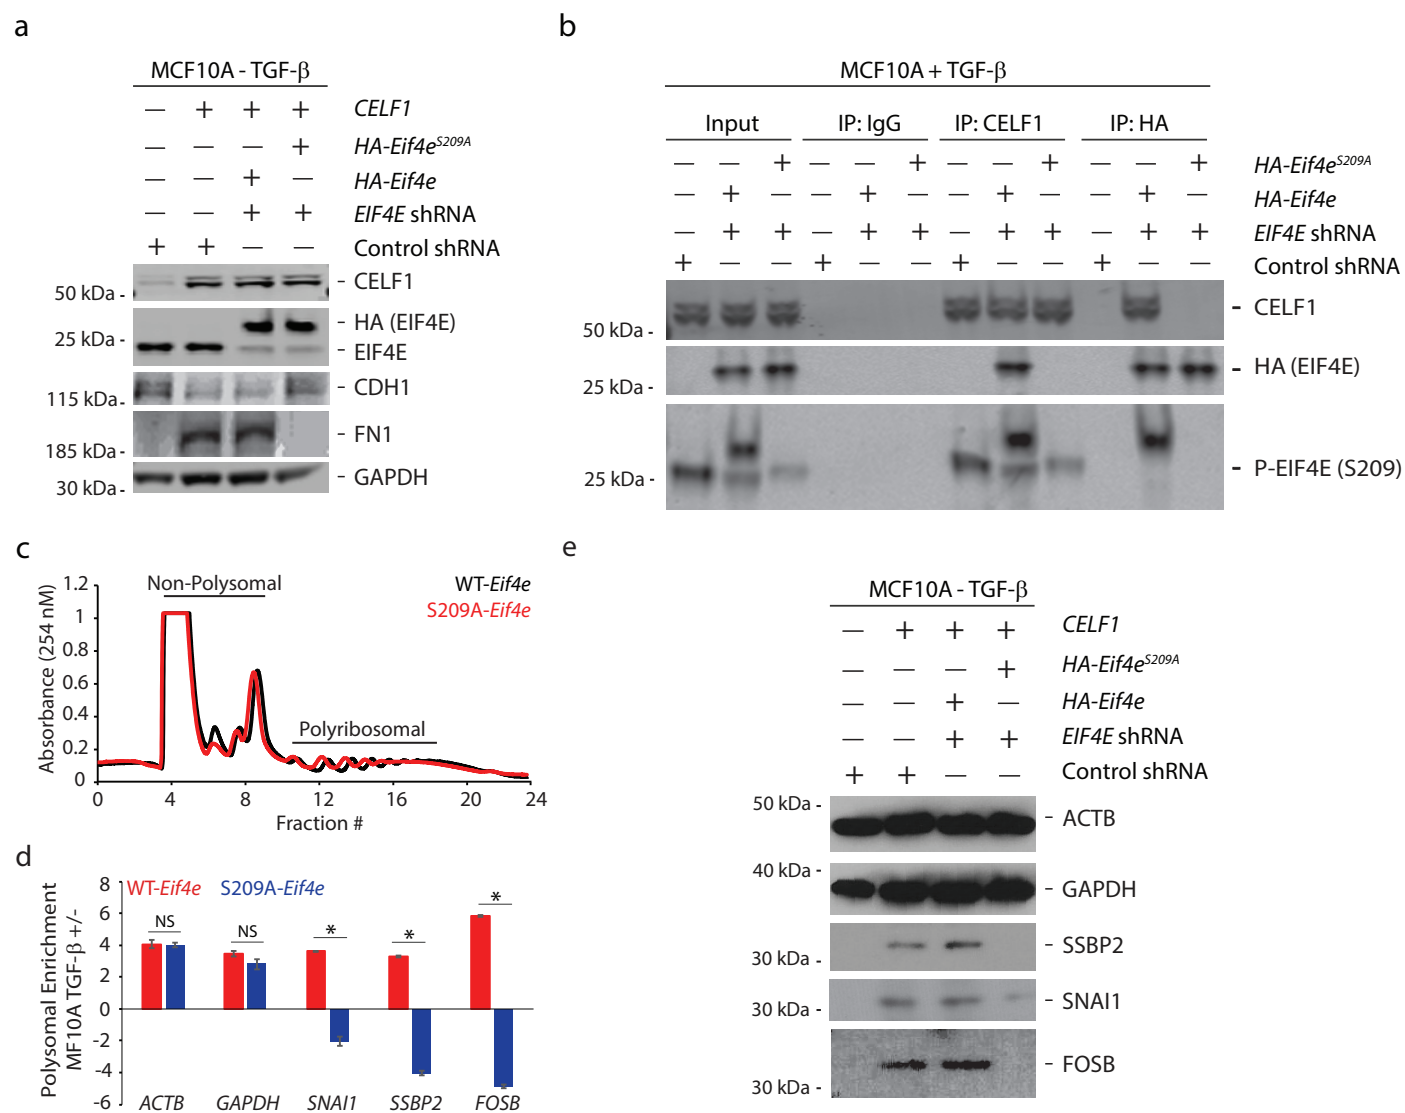 a
MCF10A - TGF-β
— + + + CELF1
— — — + HA-Eif4e^S209A
— — + — HA-Eif4e
— — + + EIF4E shRNA
+ + — — Control shRNA
50 kDa - - CELF1
- HA (EIF4E)
25 kDa - - EIF4E
115 kDa - - CDH1
185 kDa - - FN1
30 kDa - - GAPDH
b
MCF10A + TGF-β
Input IP: IgG IP: CELF1 IP: HA
— — + — — + — — + — — + HA-Eif4e^S209A
— + — — + — — + — — + — HA-Eif4e
— + + — + + — + + — + + EIF4E shRNA
+ — — + — — + — — + — — Control shRNA
50 kDa - - CELF1
25 kDa - - HA (EIF4E)
25 kDa - - P-EIF4E (S209)
c
Absorbance (254 nM)
1.2
1
0.8
0.6
0.4
0.2
0
Non-Polysomal
WT-Eif4e
S209A-Eif4e
Polyribosomal
0 4 8 12 16 20 24
Fraction #
d
Polysomal Enrichment
MF10A TGF-β +/-
8
6
4
2
0
-2
-4
-6
WT-Eif4e S209A-Eif4e
NS NS * * *
ACTB GAPDH SNAI1 SSBP2 FOSB
e
MCF10A - TGF-β
— + + + CELF1
— — — + HA-Eif4e^S209A
— — + — HA-Eif4e
— — + + EIF4E shRNA
+ + — — Control shRNA
50 kDa - - ACTB
40 kDa - - GAPDH
30 kDa - - SSBP2
30 kDa - - SNAI1
30 kDa - - FOSB